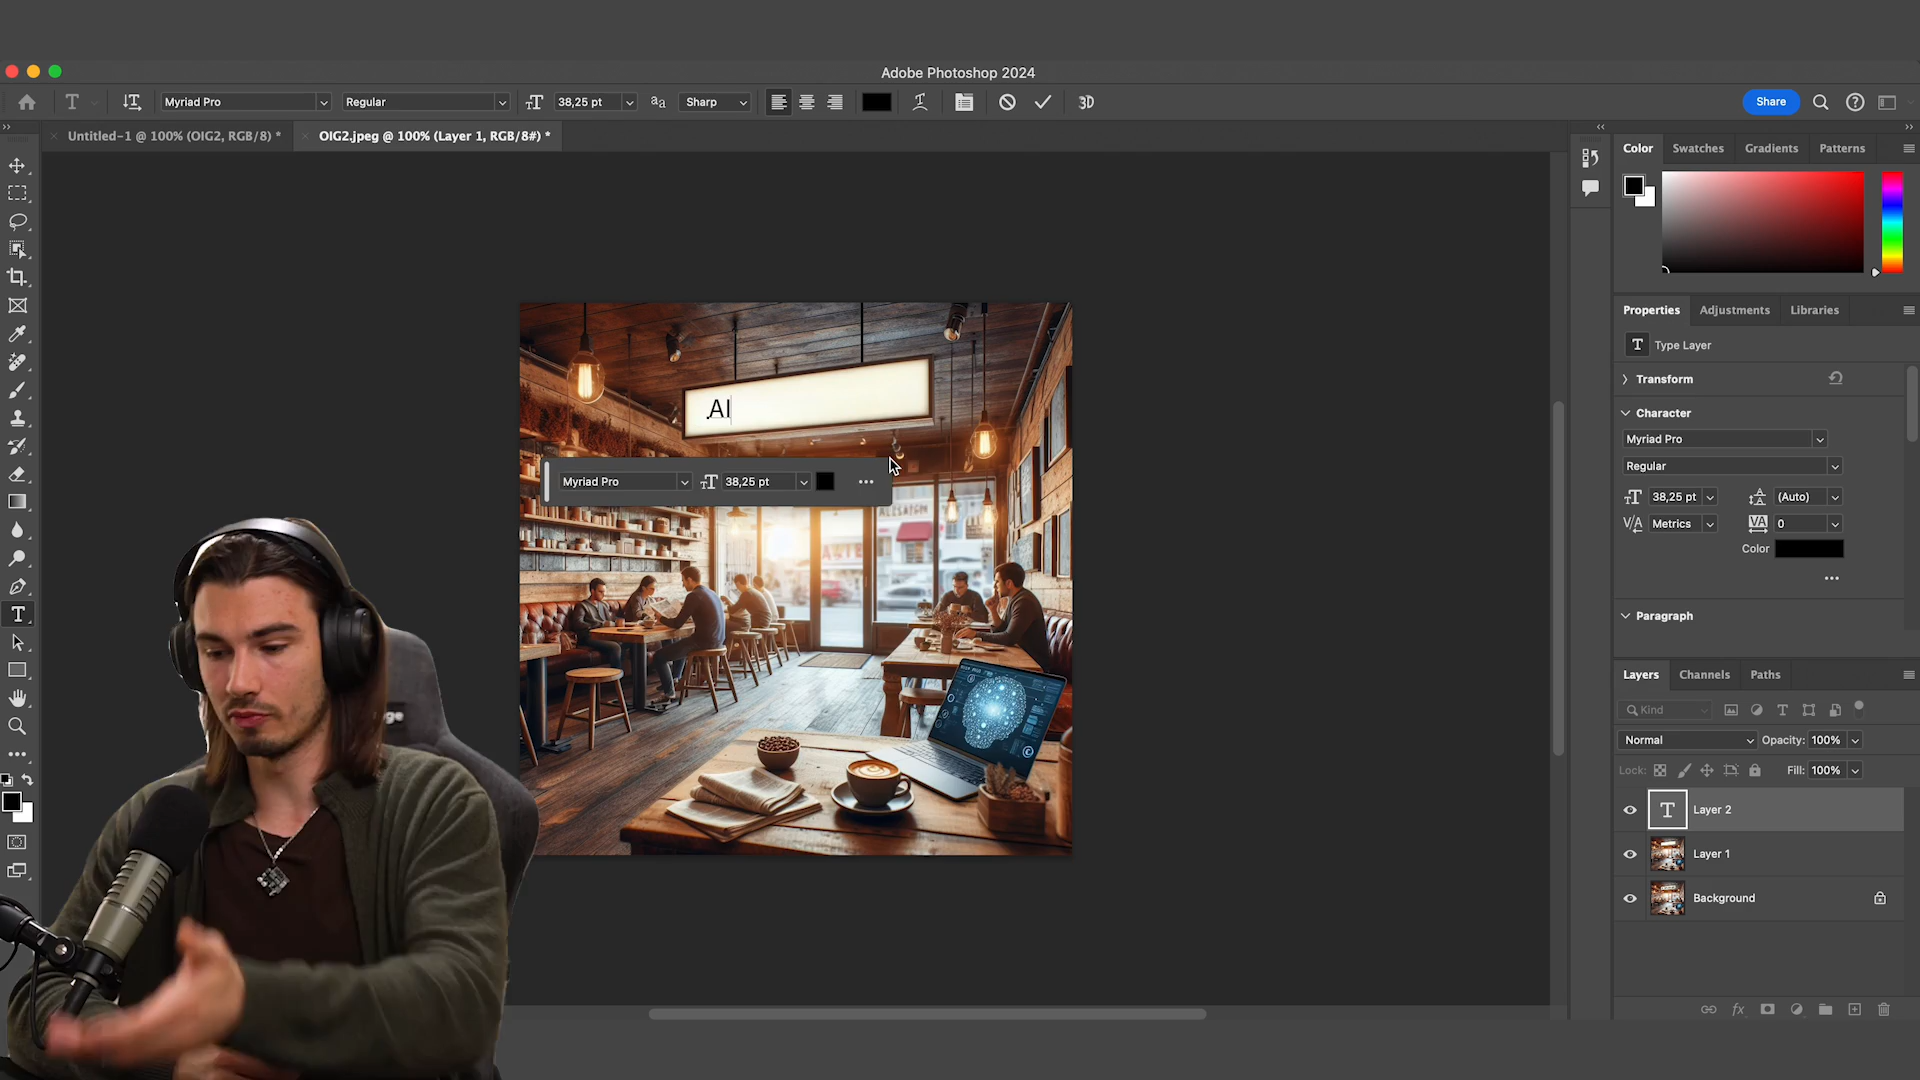 Adobe Photoshop 2024
Myriad Pro
Regular
38,25 pt
Sharp
3D
Share
Untitled-1 @ 100% (OIG2, RGB/8) *
OIG2.jpeg @ 100% (Layer 1, RGB/8#) *
Color
Swatches
Gradients
Patterns
Properties
Adjustments
Libraries
Type Layer
Transform
Character
Myriad Pro
Regular
38,25 pt
(Auto)
Metrics
0
Color
Paragraph
AI
Myriad Pro
38,25 pt
Layers
Channels
Paths
Kind
Normal
Opacity: 100%
Lock:
Fill: 100%
Layer 2
Layer 1
Background